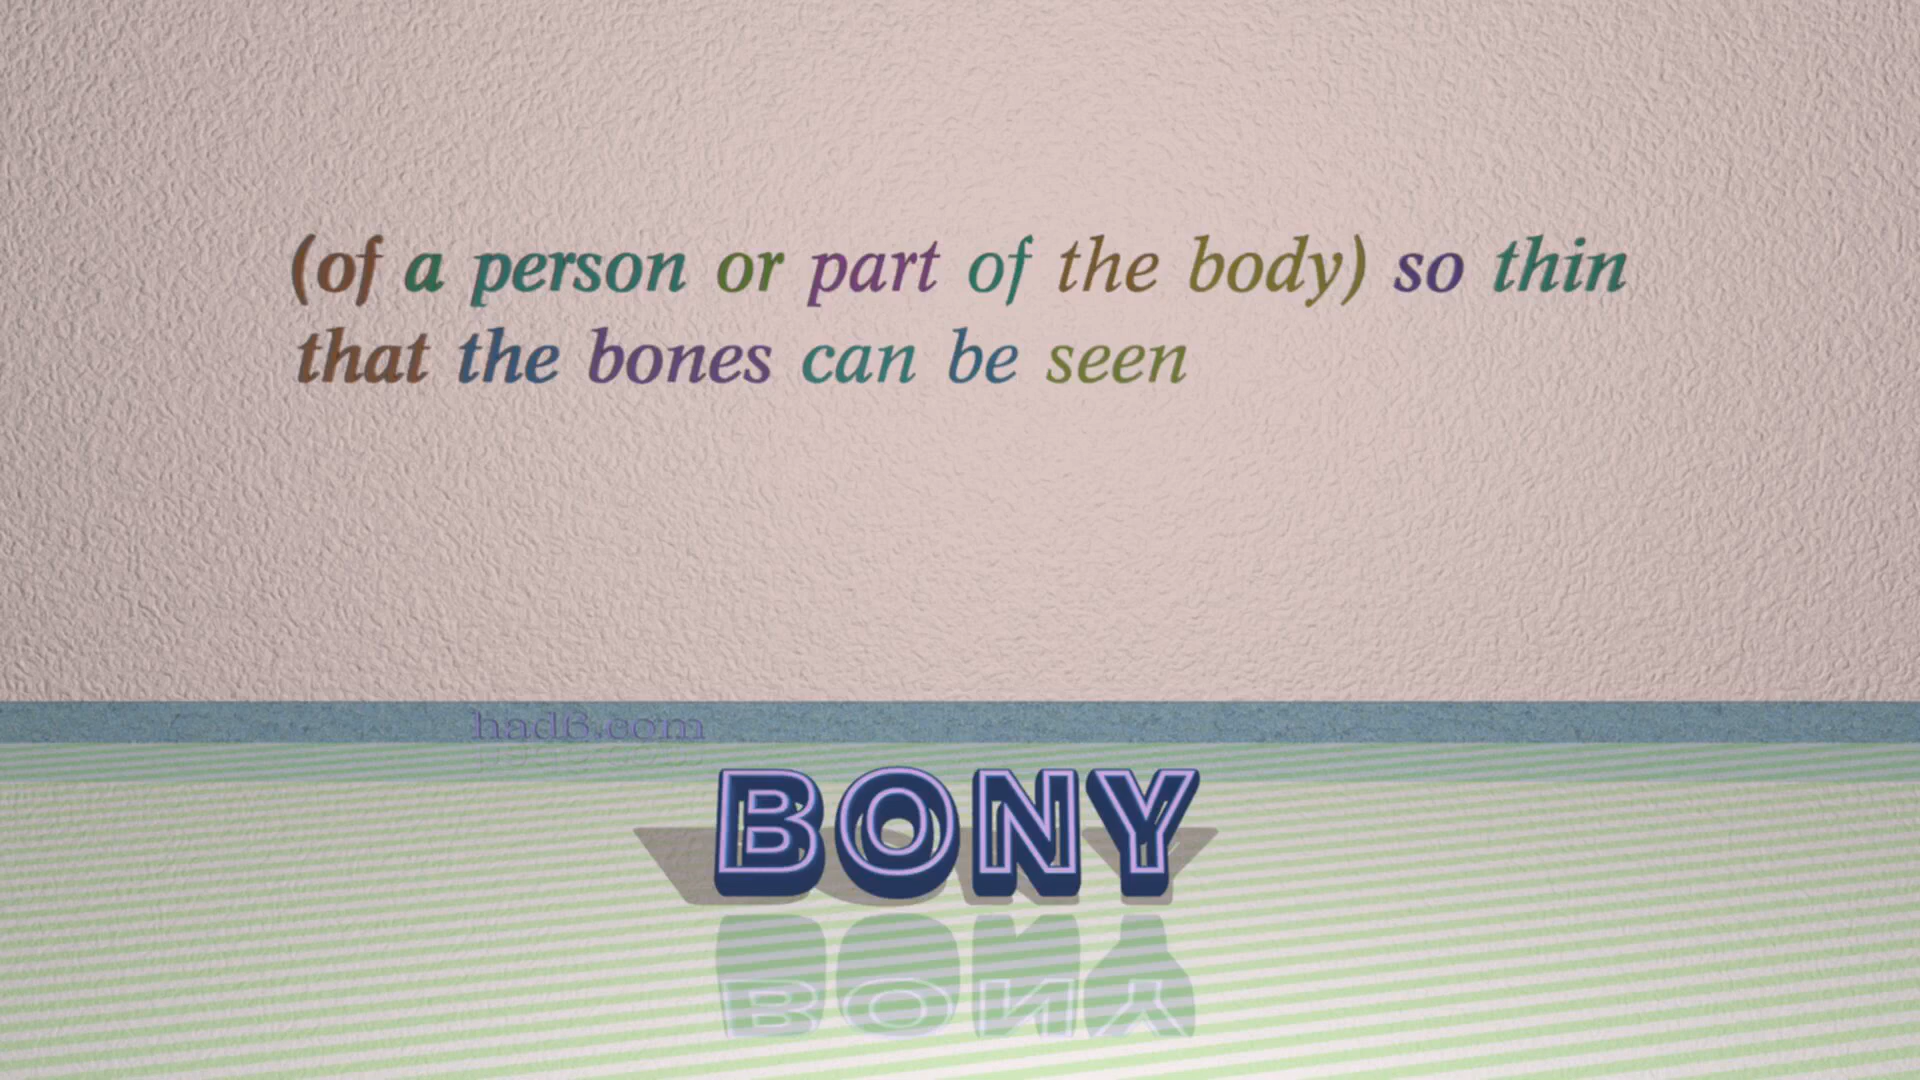 (of a person or part of the body) so thin
that the bones can be seen
had6.com
BONY